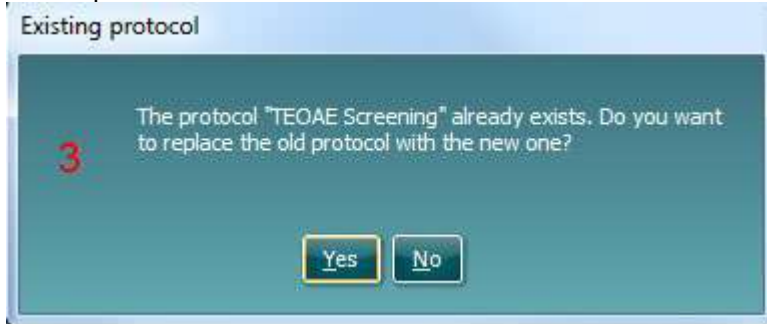 Existing protocol
The protocol "TEOAE Screening" already exists. Do you want
to replace the old protocol with the new one?
3
Yes No